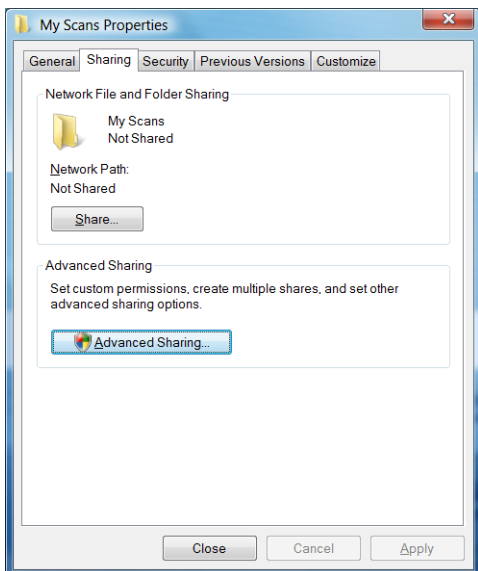 My Scans Properties
General Sharing Security Previous Versions Customize
Network File and Folder Sharing
My Scans
Not Shared
Network Path:
Not Shared
Share...
Advanced Sharing
Set custom permissions, create multiple shares, and set other
advanced sharing options.
Advanced Sharing...
Close Cancel Apply